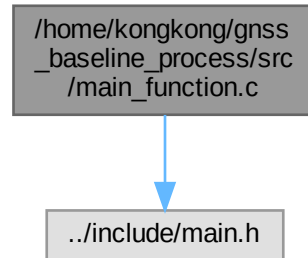 /home/kongkong/gnss
_baseline_process/src
/main_function.c
../include/main.h